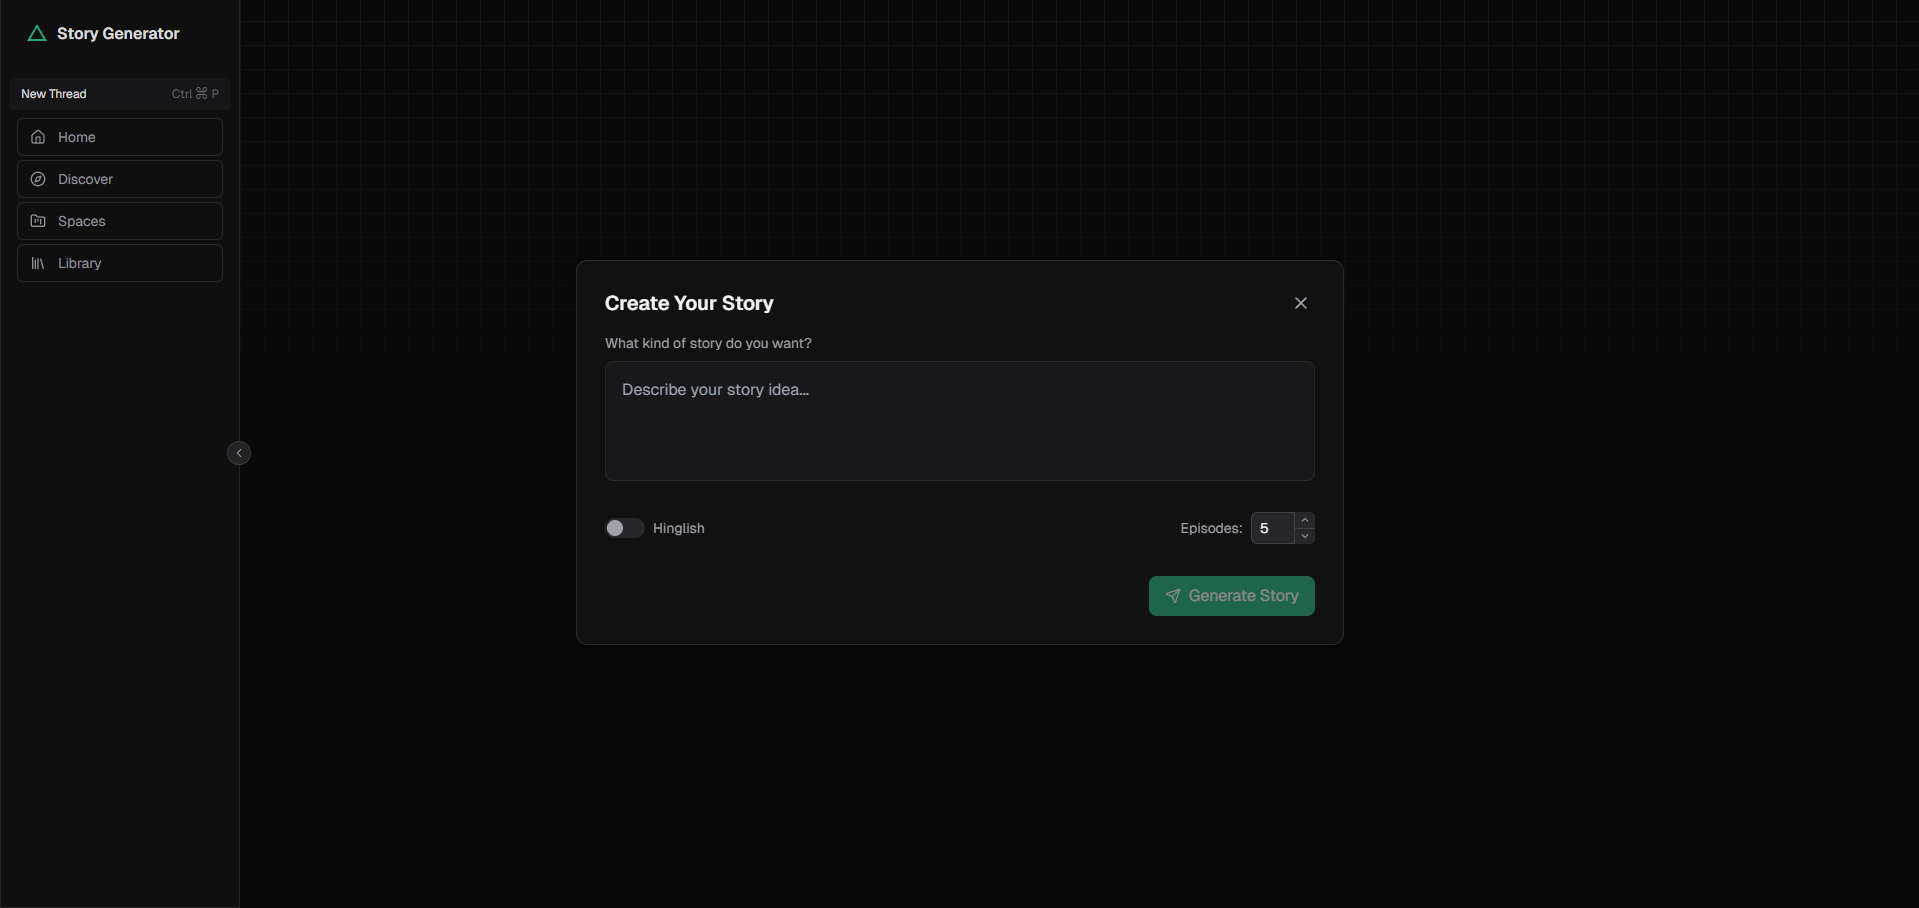 Story Generator
New Thread Ctrl ⌘ P
Home
Discover
Spaces
Library
Create Your Story
What kind of story do you want?
Describe your story idea...
Hinglish
Episodes: 5
Generate Story